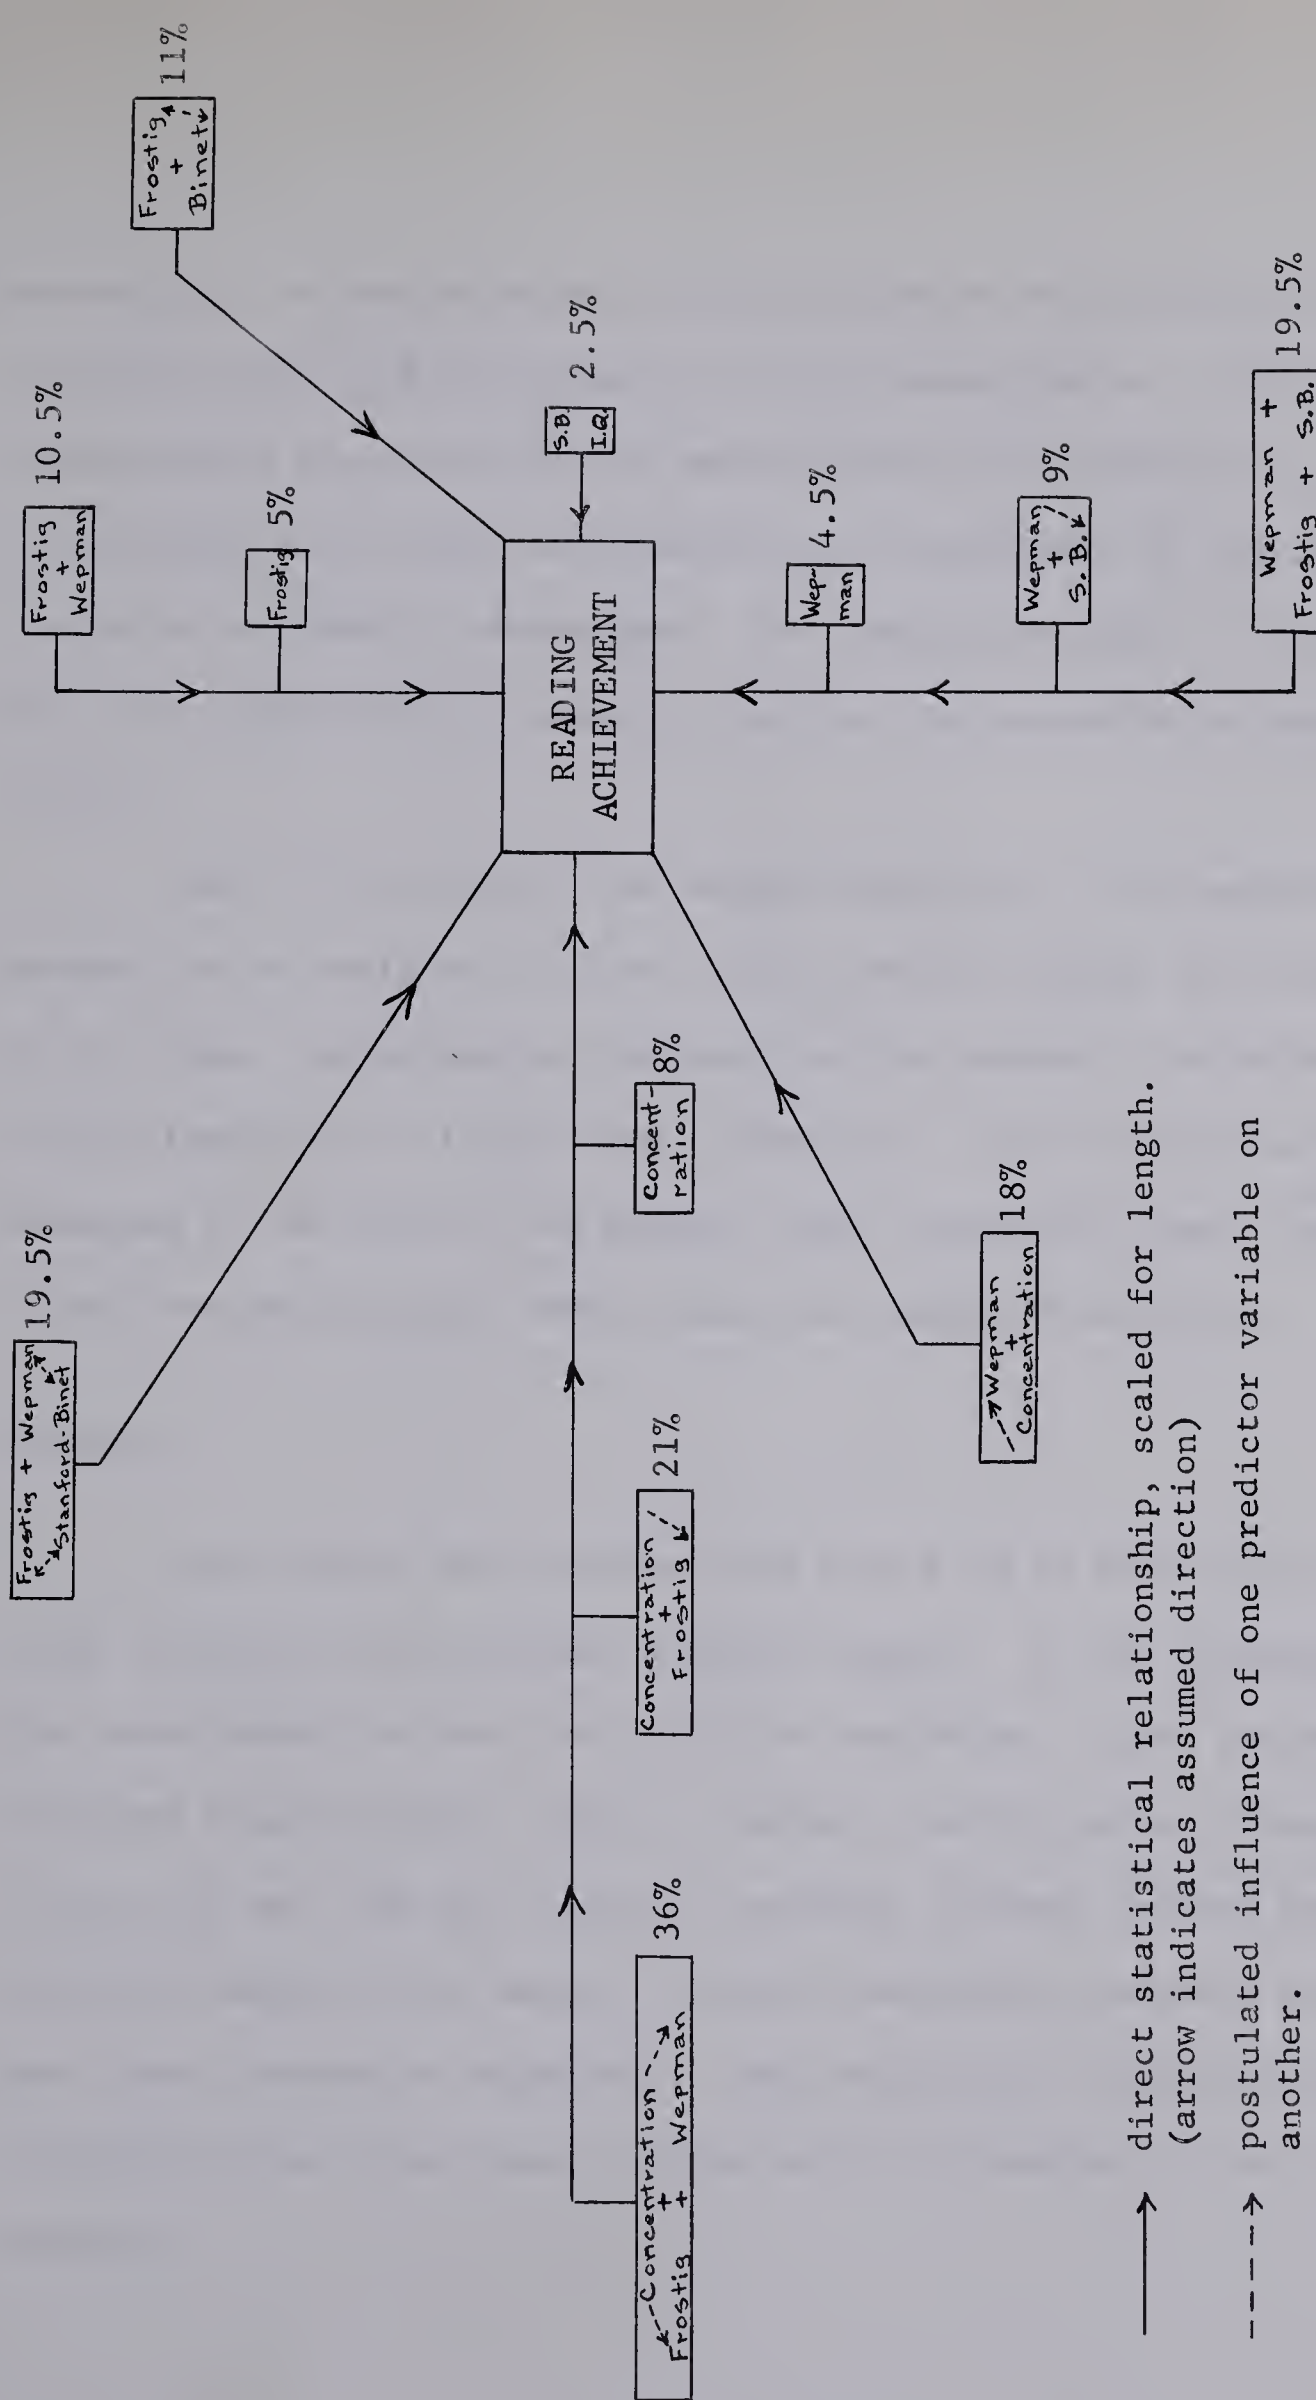 Frostig + Wepman
Stanford-Binet
19.5%
Frostig
+
Wepman
10.5%
Frostig
+
Binet
11%
Frostig
5%
Concentration
+
Frostig + Wepman
36%
Concentration
+
Frostig
21%
Concent-
ration
8%
READING
ACHIEVEMENT
S.B.
I.Q.
2.5%
Wep-
man
4.5%
Wepman
+
Concentration
18%
Wepman
+
S.B.
9%
Wepman +
Frostig + S.B.
19.5%
direct statistical relationship, scaled for length.
(arrow indicates assumed direction)
postulated influence of one predictor variable on
another.